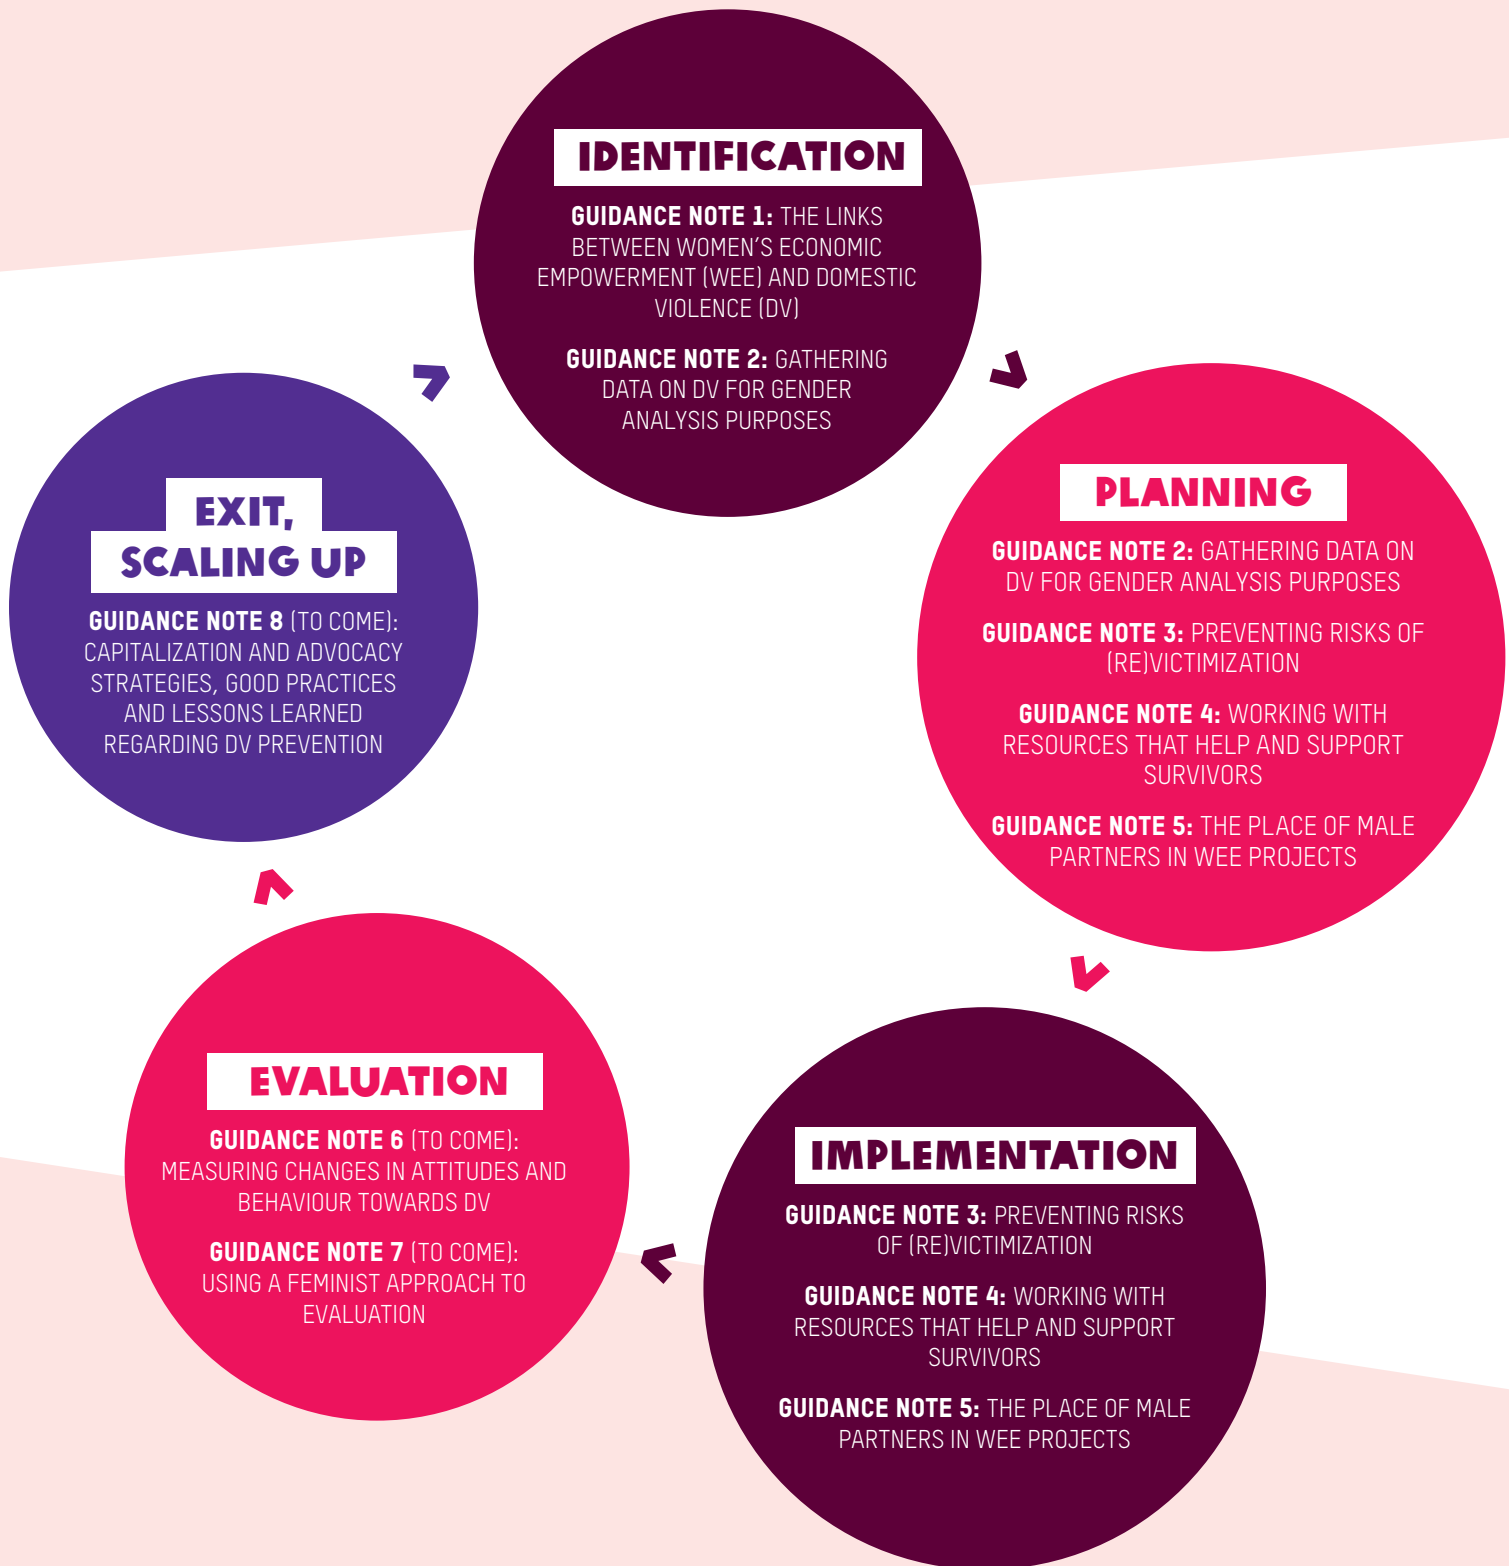 IDENTIFICATION
GUIDANCE NOTE 1: THE LINKS
BETWEEN WOMEN'S ECONOMIC
EMPOWERMENT (WEE) AND DOMESTIC
VIOLENCE (DV)
GUIDANCE NOTE 2: GATHERING
DATA ON DV FOR GENDER
ANALYSIS PURPOSES
PLANNING
GUIDANCE NOTE 2: GATHERING DATA ON
DV FOR GENDER ANALYSIS PURPOSES
GUIDANCE NOTE 3: PREVENTING RISKS OF
(RE)VICTIMIZATION
GUIDANCE NOTE 4: WORKING WITH
RESOURCES THAT HELP AND SUPPORT
SURVIVORS
GUIDANCE NOTE 5: THE PLACE OF MALE
PARTNERS IN WEE PROJECTS
IMPLEMENTATION
GUIDANCE NOTE 3: PREVENTING RISKS
OF (RE)VICTIMIZATION
GUIDANCE NOTE 4: WORKING WITH
RESOURCES THAT HELP AND SUPPORT
SURVIVORS
GUIDANCE NOTE 5: THE PLACE OF MALE
PARTNERS IN WEE PROJECTS
EVALUATION
GUIDANCE NOTE 6 (TO COME):
MEASURING CHANGES IN ATTITUDES AND
BEHAVIOUR TOWARDS DV
GUIDANCE NOTE 7 (TO COME):
USING A FEMINIST APPROACH TO
EVALUATION
EXIT,
SCALING UP
GUIDANCE NOTE 8 (TO COME):
CAPITALIZATION AND ADVOCACY
STRATEGIES, GOOD PRACTICES
AND LESSONS LEARNED
REGARDING DV PREVENTION